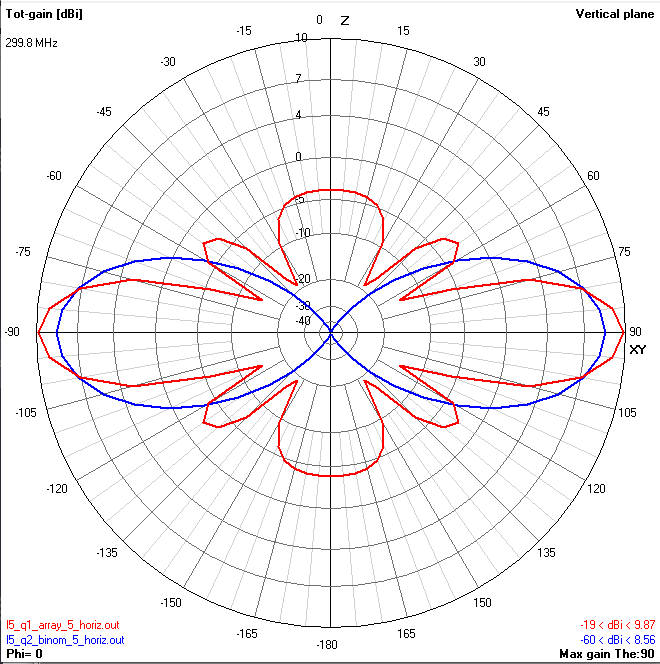 Tot-gain [dBi] 0 Z Vertical plane
299.8 MHz -15 10 15
-30 30
7
-45 4 45
0
-60 60
-5
-10
-75 75
-20
-30
-40
-90 90
XY
-105 105
-120 120
-135 135
-150 150
-165 165
-180
l5_q1_array_5_horiz.out -19 < dBi < 9.87
l5_q2_binom_5_horiz.out -60 < dBi < 8.56
Phi= 0 Max gain The:90